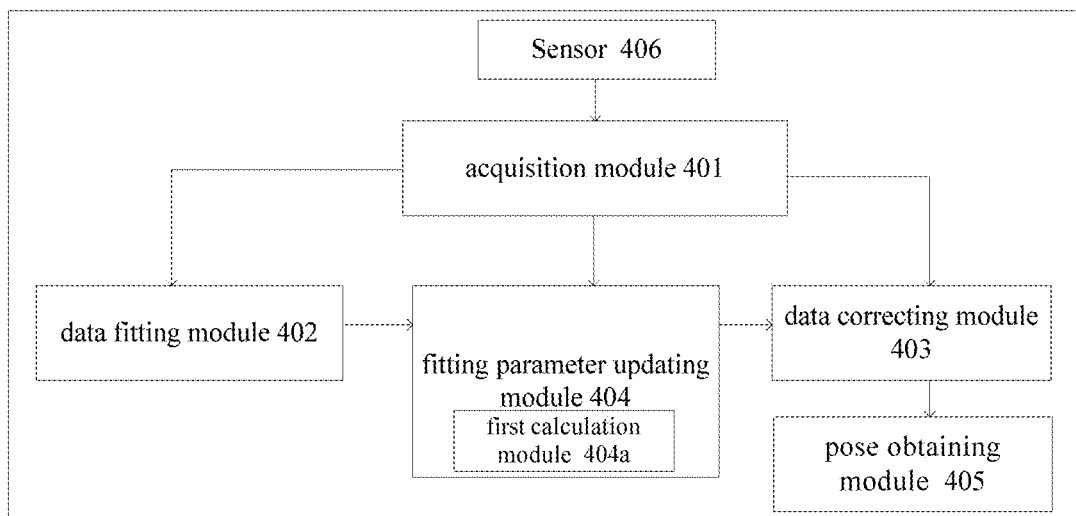 Sensor 406
acquisition module 401
data fitting module 402
fitting parameter updating
module 404
first calculation
module 404a
data correcting module
403
pose obtaining
module 405